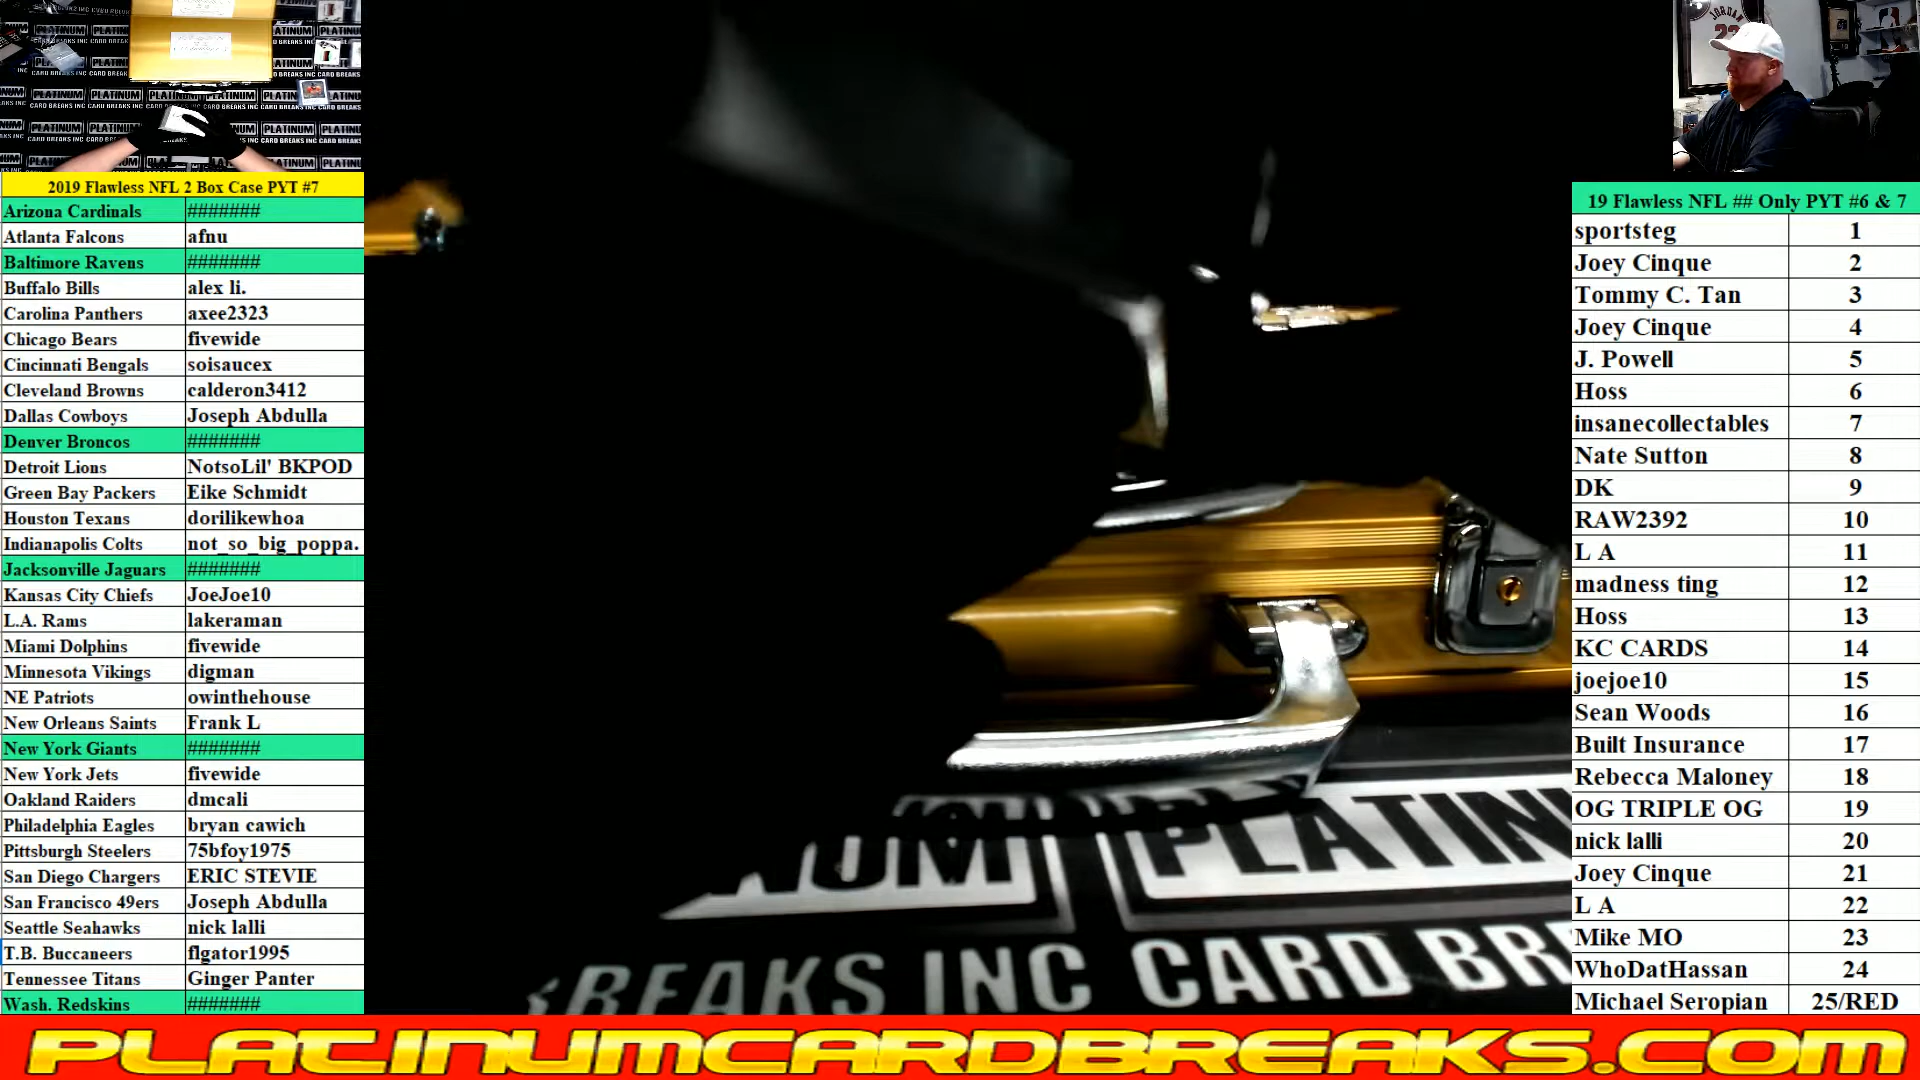 2019 Flawless NFL 2 Box Case PYT #7
Arizona Cardinals #######
Atlanta Falcons afnu
Baltimore Ravens #######
Buffalo Bills alex li.
Carolina Panthers axee2323
Chicago Bears fivewide
Cincinnati Bengals soisaucex
Cleveland Browns calderon3412
Dallas Cowboys Joseph Abdulla
Denver Broncos #######
Detroit Lions NotsoLil' BKPOD
Green Bay Packers Eike Schmidt
Houston Texans dorilikewhoa
Indianapolis Colts not_so_big_poppa.
Jacksonville Jaguars #######
Kansas City Chiefs JoeJoe10
L.A. Rams lakeraman
Miami Dolphins fivewide
Minnesota Vikings digman
NE Patriots owinthehouse
New Orleans Saints Frank L
New York Giants #######
New York Jets fivewide
Oakland Raiders dmcali
Philadelphia Eagles bryan cawich
Pittsburgh Steelers 75bfoy1975
San Diego Chargers ERIC STEVIE
San Francisco 49ers Joseph Abdulla
Seattle Seahawks nick lalli
T.B. Buccaneers flgator1995
Tennessee Titans Ginger Panter
Wash. Redskins #######
NUM PLATIN
BREAKS INC CARD BR
JORDAN
19 Flawless NFL ## Only PYT #6 & 7
sportsteg 1
Joey Cinque 2
Tommy C. Tan 3
Joey Cinque 4
J. Powell 5
Hoss 6
insanecollectables 7
Nate Sutton 8
DK 9
RAW2392 10
L A 11
madness ting 12
Hoss 13
KC CARDS 14
joejoe10 15
Sean Woods 16
Built Insurance 17
Rebecca Maloney 18
OG TRIPLE OG 19
nick lalli 20
Joey Cinque 21
L A 22
Mike MO 23
WhoDatHassan 24
Michael Seropian 25/RED
PLATINUMCARDBREAKS.COM